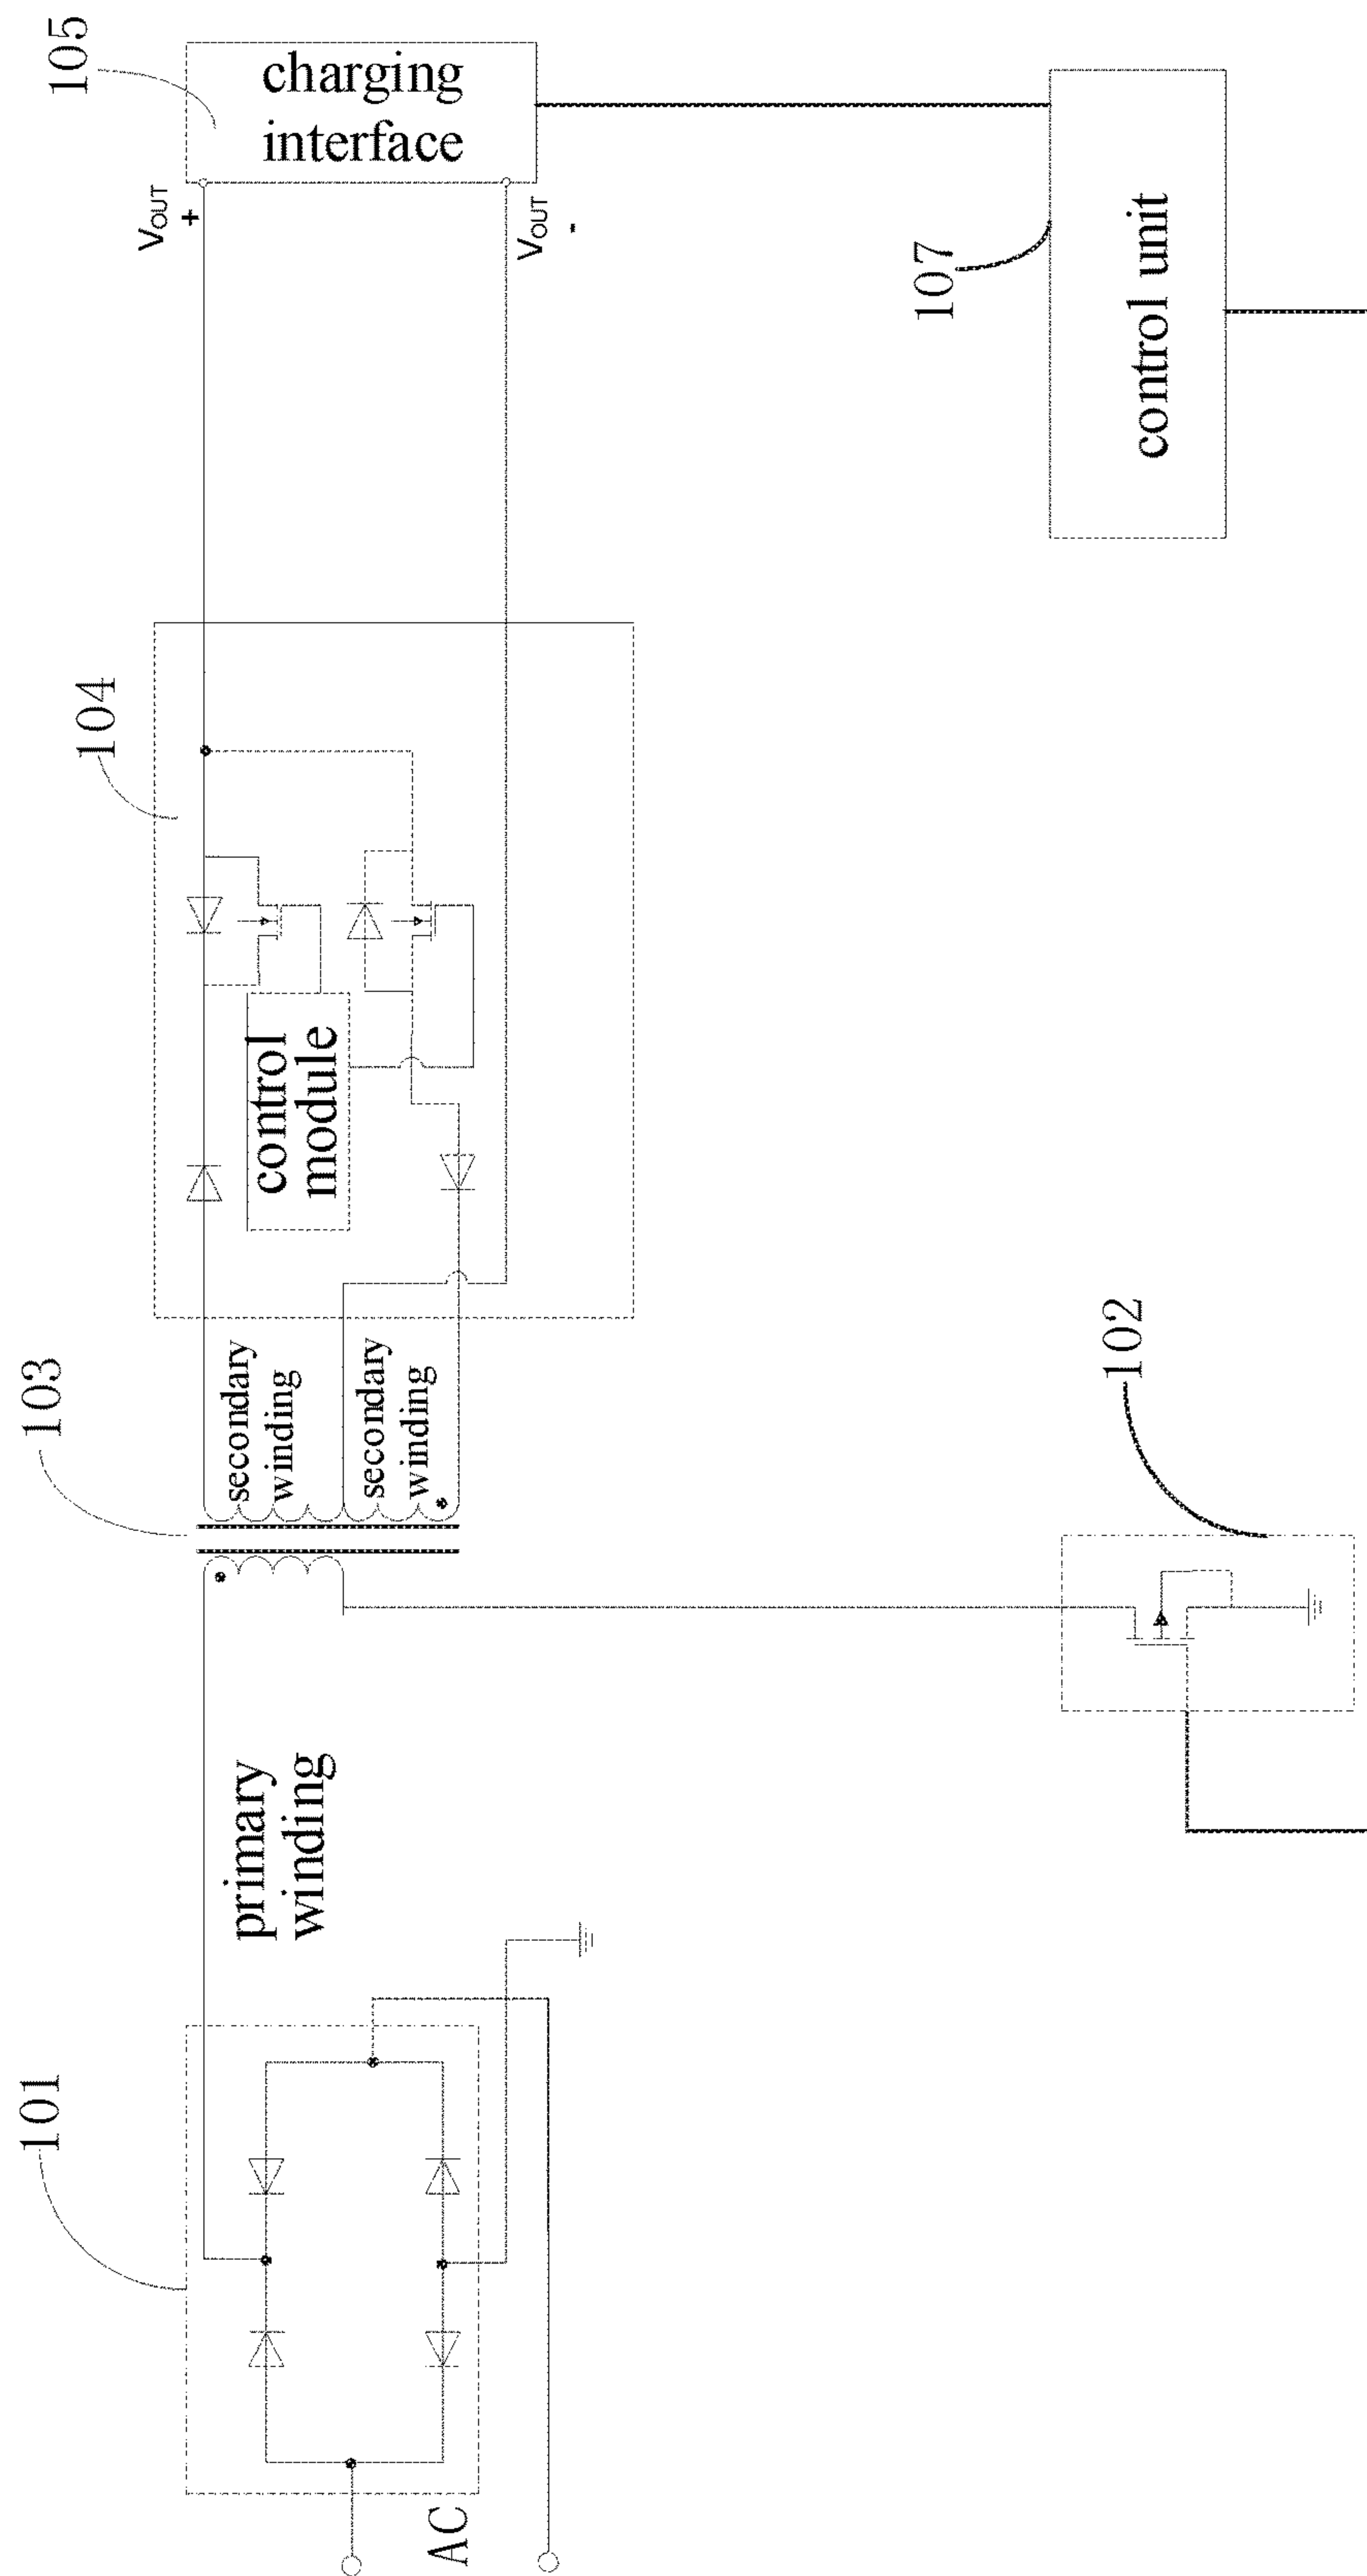 101
AC
primary
winding
103
secondary
winding
secondary
winding
104
control
module
VOUT
+
VOUT
-
105
charging
interface
102
107
control unit